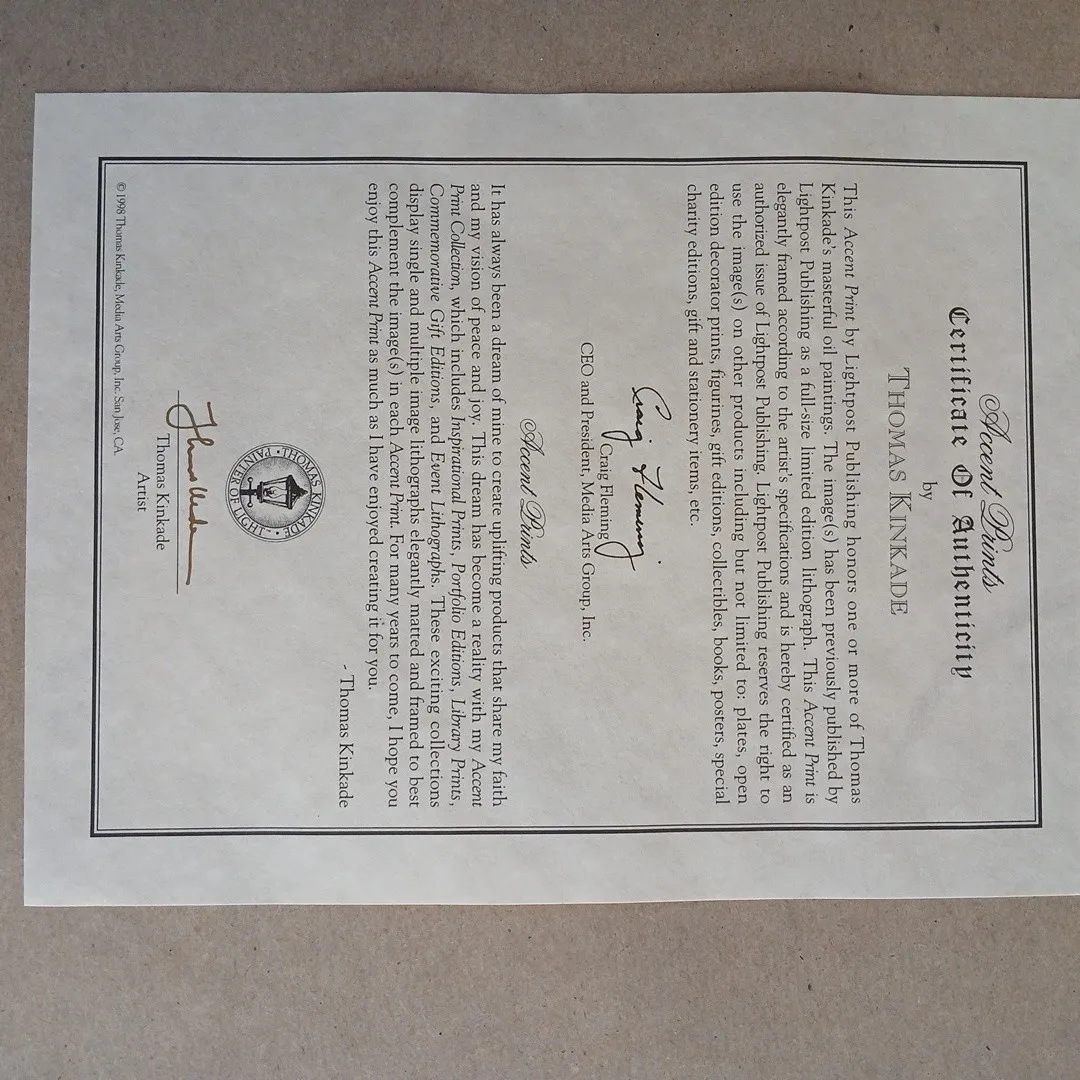 Accent Prints
Certificate Of Authenticity
by
THOMAS KINKADE
This Accent Print by Lightpost Publishing honors one or more of Thomas
Kinkade's masterful oil paintings. The image(s) has been previously published by
Lightpost Publishing as a full-size limited edition lithograph. This Accent Print is
elegantly framed according to the artist's specifications and is hereby certified as an
authorized issue of Lightpost Publishing. Lightpost Publishing reserves the right to
use the image(s) on other products including but not limited to: plates, open
edition decorator prints, figurines, gift editions, collectibles, books, posters, special
charity editions, gift and stationery items, etc.
Craig Fleming
Craig Fleming
CEO and President, Media Arts Group, Inc.
Accent Prints
It has always been a dream of mine to create uplifting products that share my faith
and my vision of peace and joy. This dream has become a reality with my Accent
Print Collection, which includes Inspirational Prints, Portfolio Editions, Library Prints,
Commemorative Gift Editions, and Event Lithographs. These exciting collections
display single and multiple image lithographs elegantly matted and framed to best
complement the image(s) in each Accent Print. For many years to come, I hope you
enjoy this Accent Print as much as I have enjoyed creating it for you.
- Thomas Kinkade
THOMAS KINKADE
• PAINTER OF LIGHT •
Thomas Kinkade
Artist
© 1998 Thomas Kinkade, Media Arts Group, Inc. San Jose, CA.